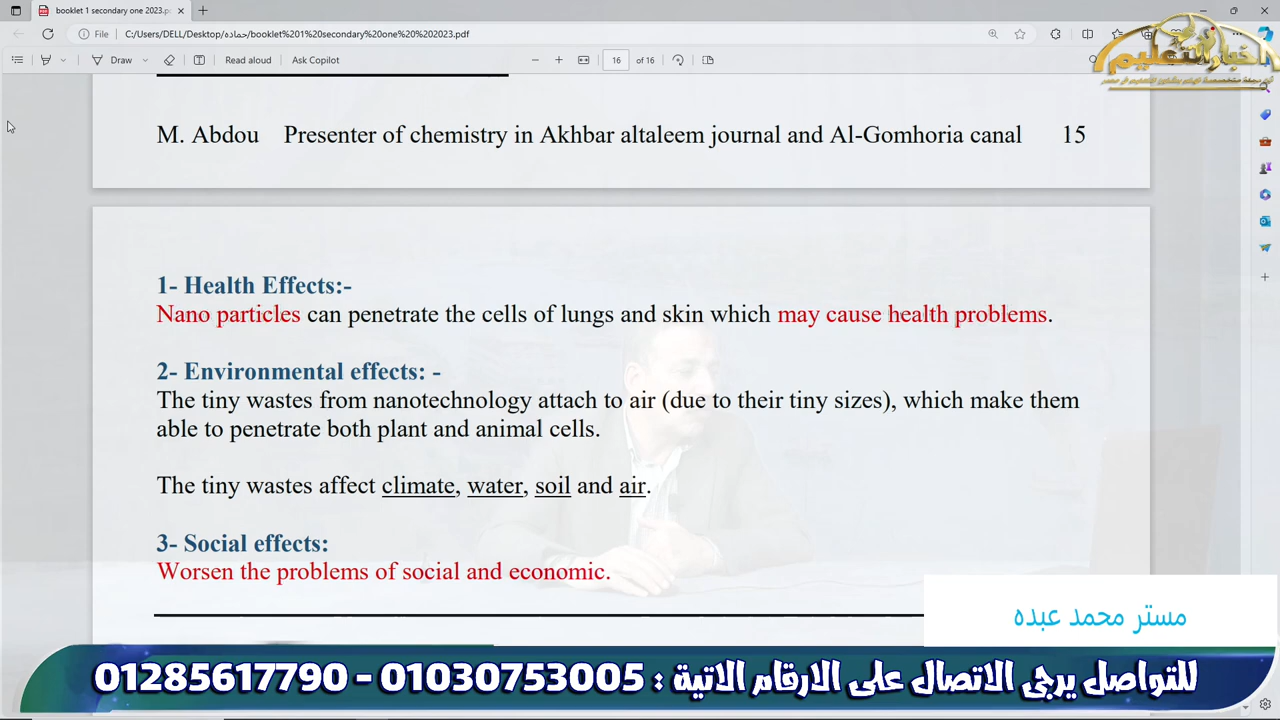 booklet 1 secondary one 2023.pdf
File
C:/Users/DELL/Desktop/حماده/booklet%201%20secondary%20one%20%202023.pdf
Draw
Read aloud
Ask Copilot
16
of 16
أخبار التعليم
M. Abdou Presenter of chemistry in Akhbar altaleem journal and Al-Gomhoria canal 15
1- Health Effects:-
Nano particles can penetrate the cells of lungs and skin which may cause health problems.
2- Environmental effects: -
The tiny wastes from nanotechnology attach to air (due to their tiny sizes), which make them
able to penetrate both plant and animal cells.
The tiny wastes affect climate, water, soil and air.
3- Social effects:
Worsen the problems of social and economic.
مستر محمد عبده
للتواصل يرجى الاتصال على الارقام الاتية : 01030753005 - 01285617790